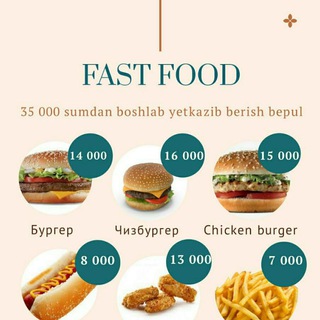 FAST FOOD
35 000 sumdan boshlab yetkazib berish bepul
14 000
16 000
15 000
Бургер
Чизбургер
Chicken burger
8 000
13 000
7 000